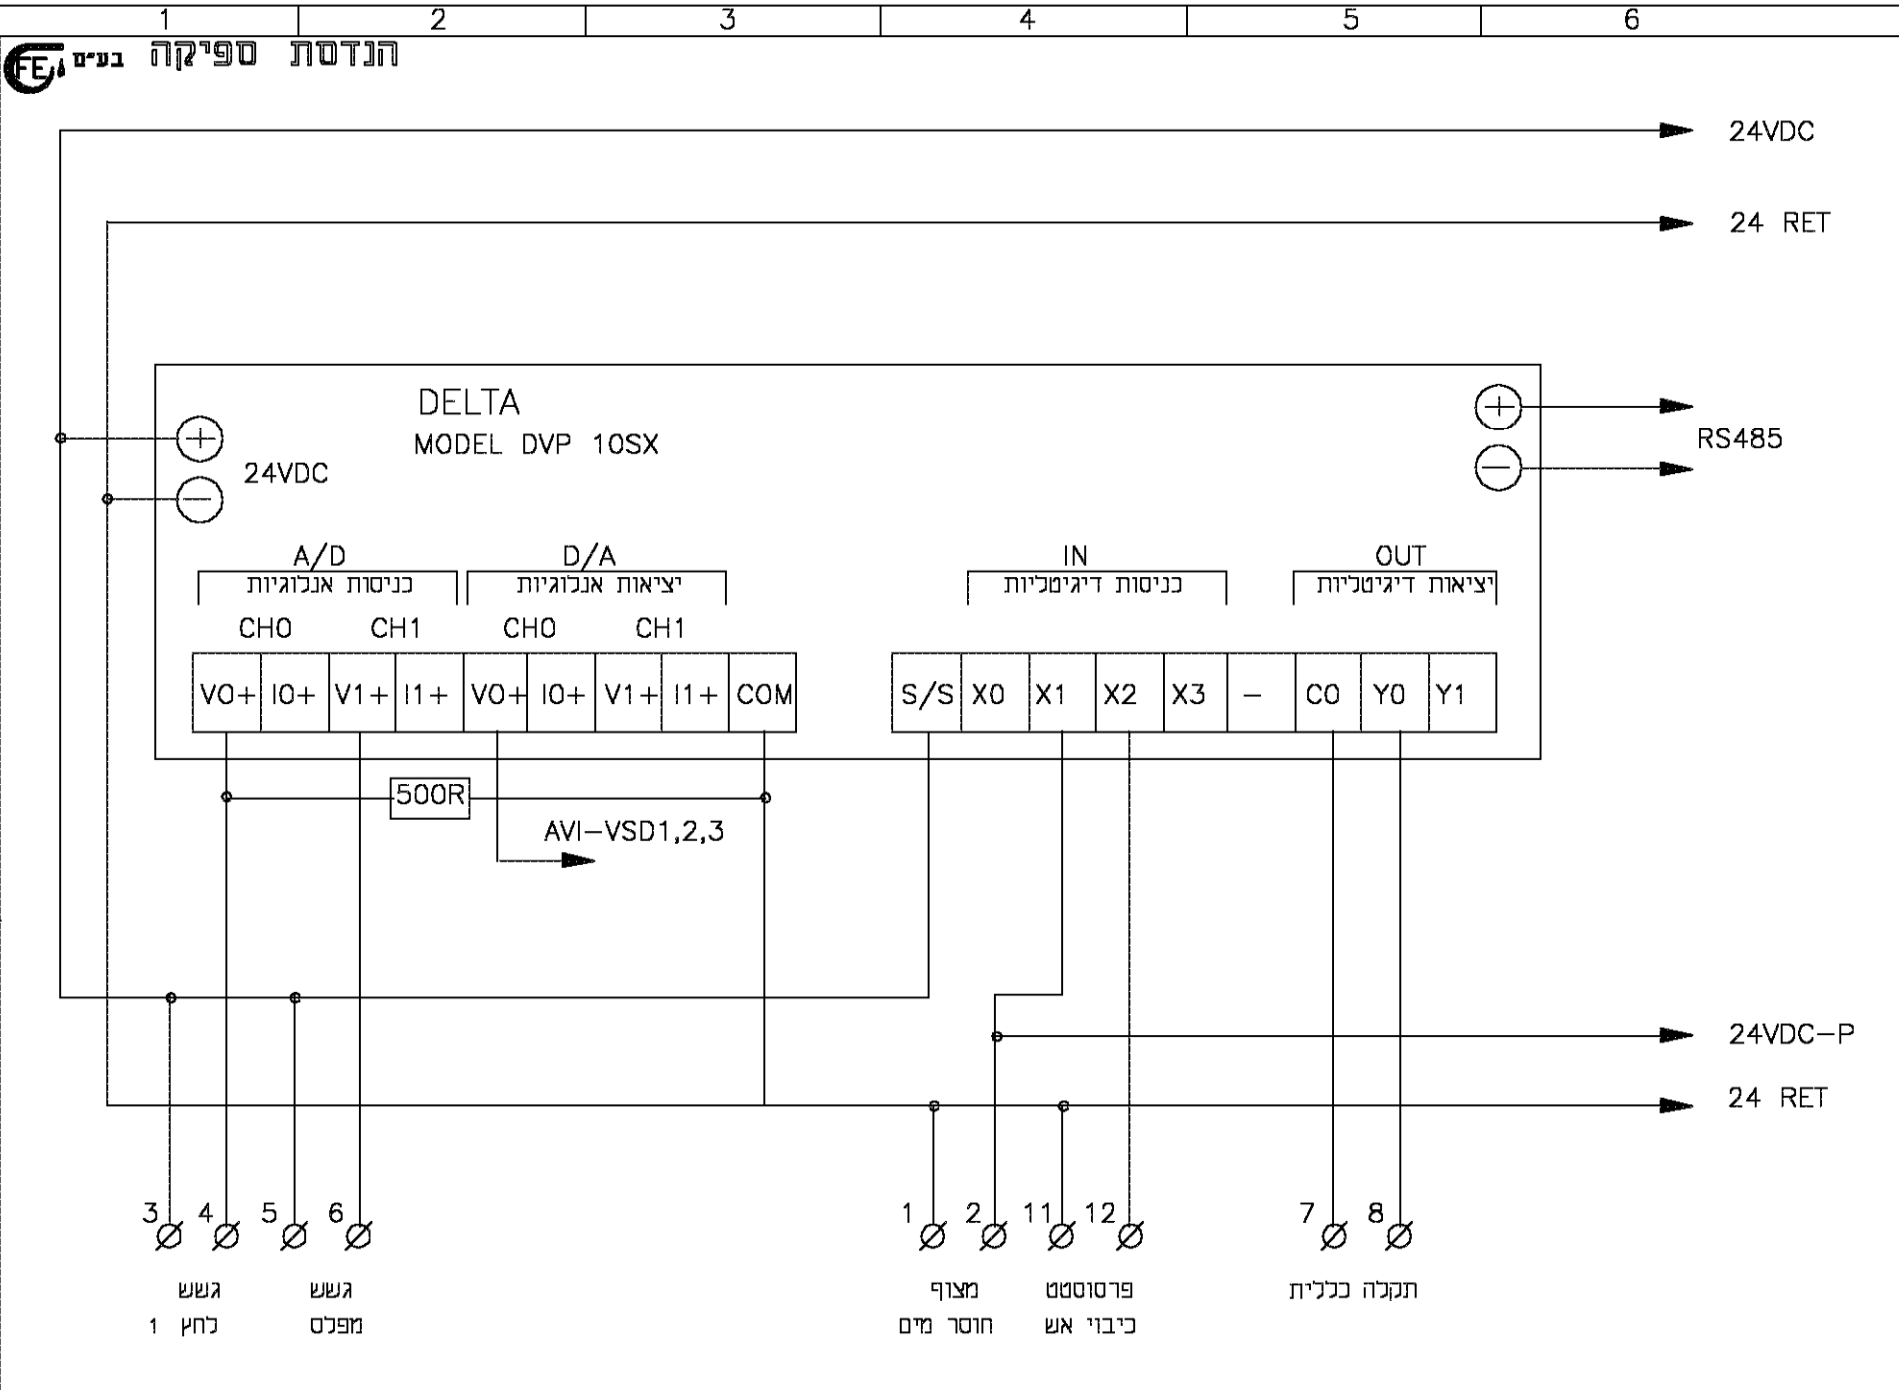 1 2 3 4 5 6
FE הנדסת ספיקה בע״מ
24VDC
24 RET
DELTA
MODEL DVP 10SX
24VDC
RS485
A/D D/A IN OUT
כניסות אנלוגיות יציאות אנלוגיות כניסות דיגיטליות יציאות דיגיטליות
CH0 CH1 CH0 CH1
V0+ I0+ V1+ I1+ V0+ I0+ V1+ I1+ COM S/S X0 X1 X2 X3 - C0 Y0 Y1
500R
AVI-VSD1,2,3
24VDC-P
24 RET
3 4 5 6 1 2 11 12 7 8
גשש
לחץ 1
גשש
מפלס
מצוף
חוסר מים
פרסוסטט
כיבוי אש
תקלה כללית